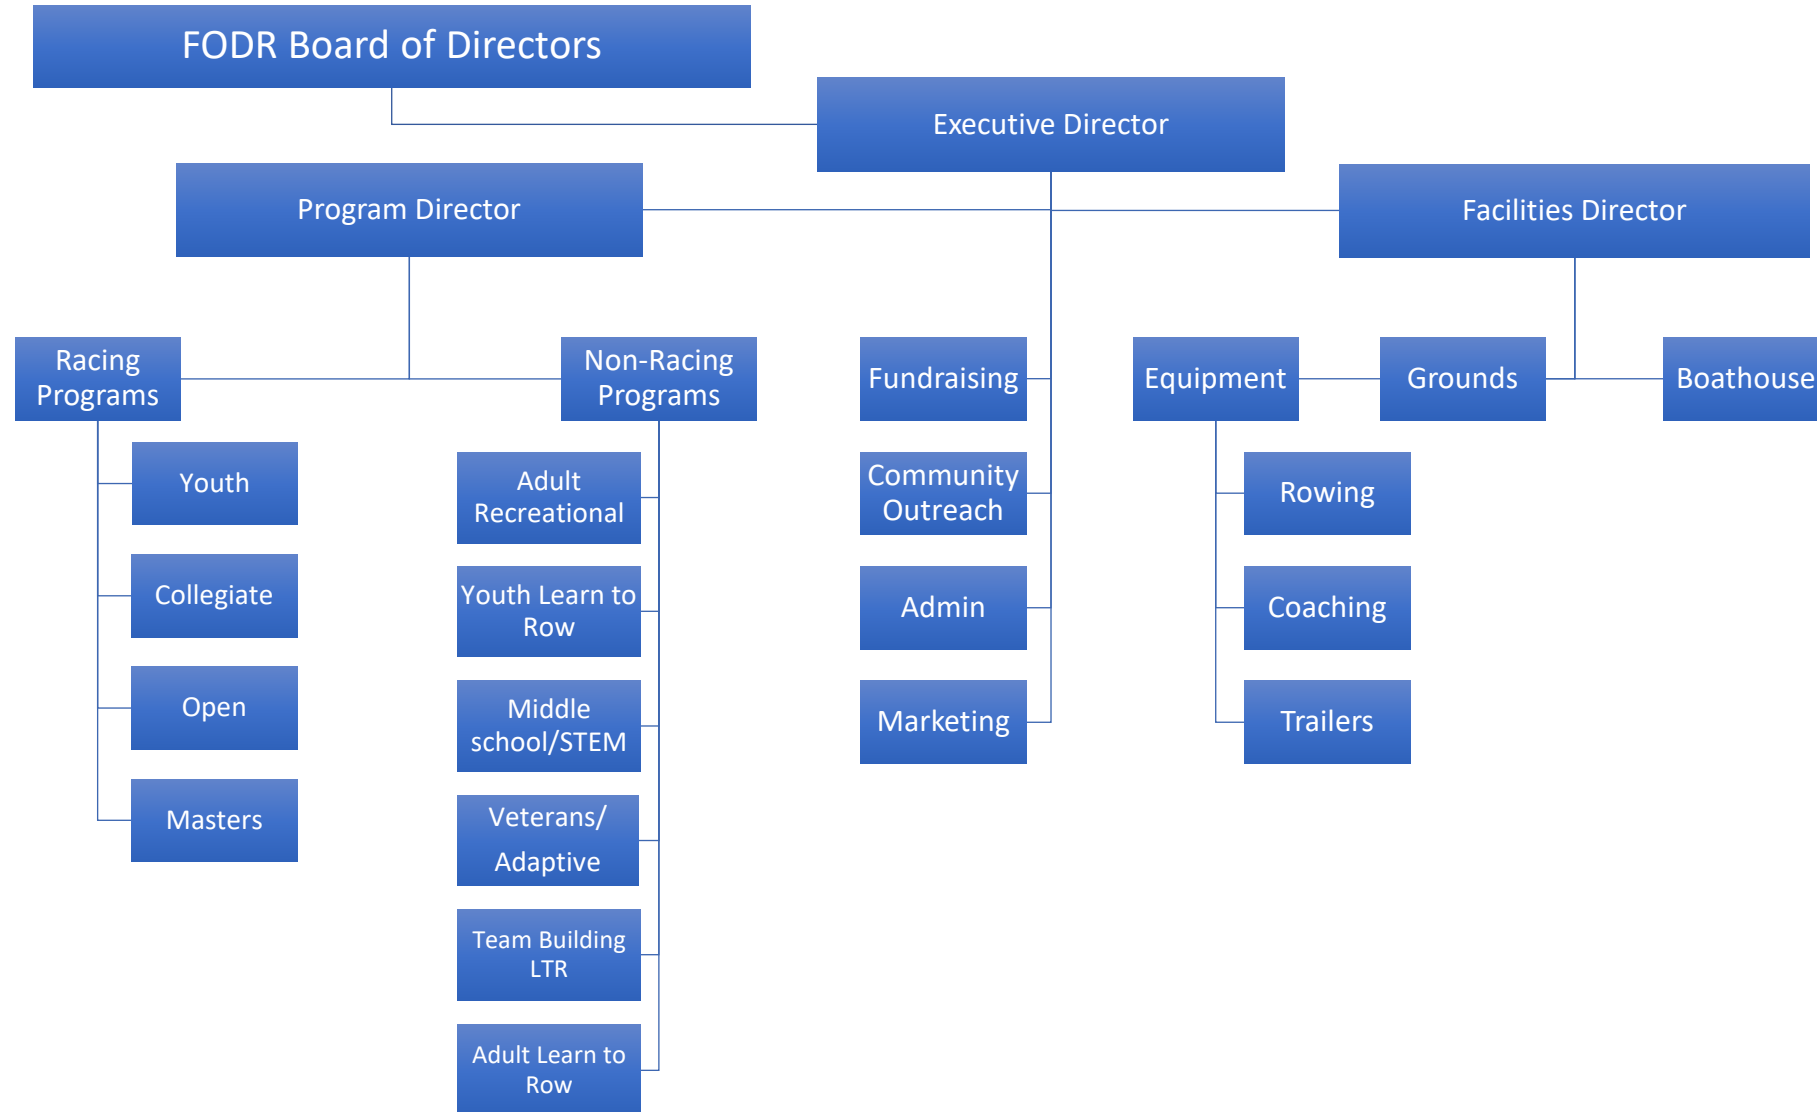 FODR Board of Directors
Executive Director
Program Director
Facilities Director
Racing
Programs
Non-Racing
Programs
Fundraising
Equipment
Grounds
Boathouse
Youth
Collegiate
Open
Masters
Adult
Recreational
Youth Learn to
Row
Middle
school/STEM
Veterans/
Adaptive
Team Building
LTR
Adult Learn to
Row
Community
Outreach
Admin
Marketing
Rowing
Coaching
Trailers